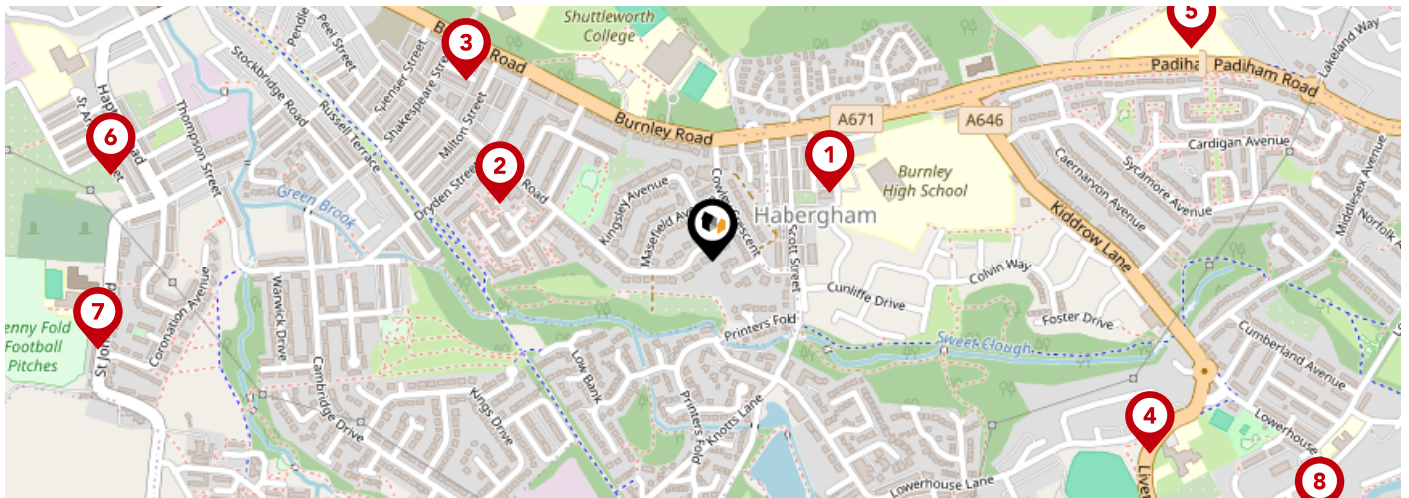 Shuttleworth
College
5
Lakeland Way
Pendle
Peel Street
3
Road
Padiha
Padiham Road
Stockbridge Road
Spenser Street
Shakespeare Stre
Milton Street
Russell Terrace
Thompson Street
6
Burnley Road
A671
A646
1
Cardigan Avenue
Sycamore Avenue
Caernarvon Avenue
Middlesex Avenue
Norfolk A
Burnley
High School
2
Road
Dryden Street
Green Brook
Kingsley Avenue
Masefield Av
Habergham
Scott Street
Kiddrow Lane
Colvin Way
Cunliffe Drive
Foster Drive
Printers Fold
Sweet Clough
7
Coronation Avenue
Warwick Drive
Cambridge Drive
enny Fold
Football
Pitches
Low Bank
Kings Drive
Printers Fold
Knotts Lane
Cumberland Avenue
4
Lowerhouse
Lowerhouse Lane
Liver
8